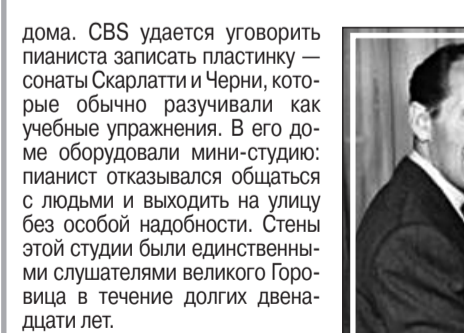 дома. CBS удается уговорить
пианиста записать пластинку —
сонаты Скарлатти и Черни, кото-
рые обычно разучивали как
учебные упражнения. В его до-
ме оборудовали мини-студию:
пианист отказывался общаться
с людьми и выходить на улицу
без особой надобности. Стены
этой студии были единственны-
ми слушателями великого Горо-
вица в течение долгих двена-
дцати лет.